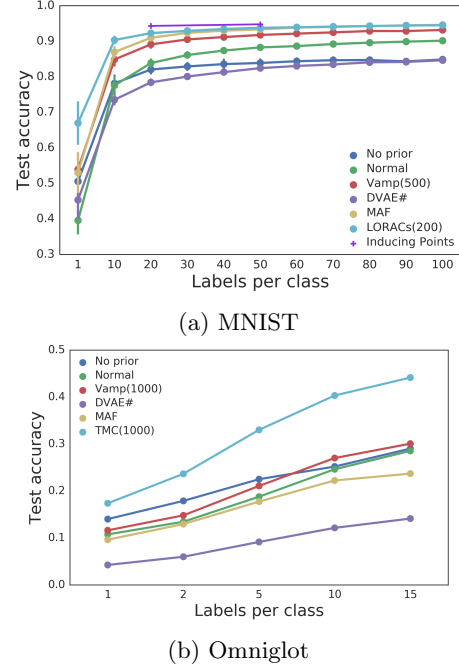 1.0
0.9
0.8
0.7
0.6
0.5
0.4
0.3
Test accuracy
No prior
Normal
Vamp(500)
DVAE#
MAF
LORACs(200)
Inducing Points
1 10 20 30 40 50 60 70 80 90 100
Labels per class
(a) MNIST
0.5
0.4
0.3
0.2
0.1
0.0
Test accuracy
No prior
Normal
Vamp(1000)
DVAE#
MAF
TMC(1000)
1 2 5 10 15
Labels per class
(b) Omniglot